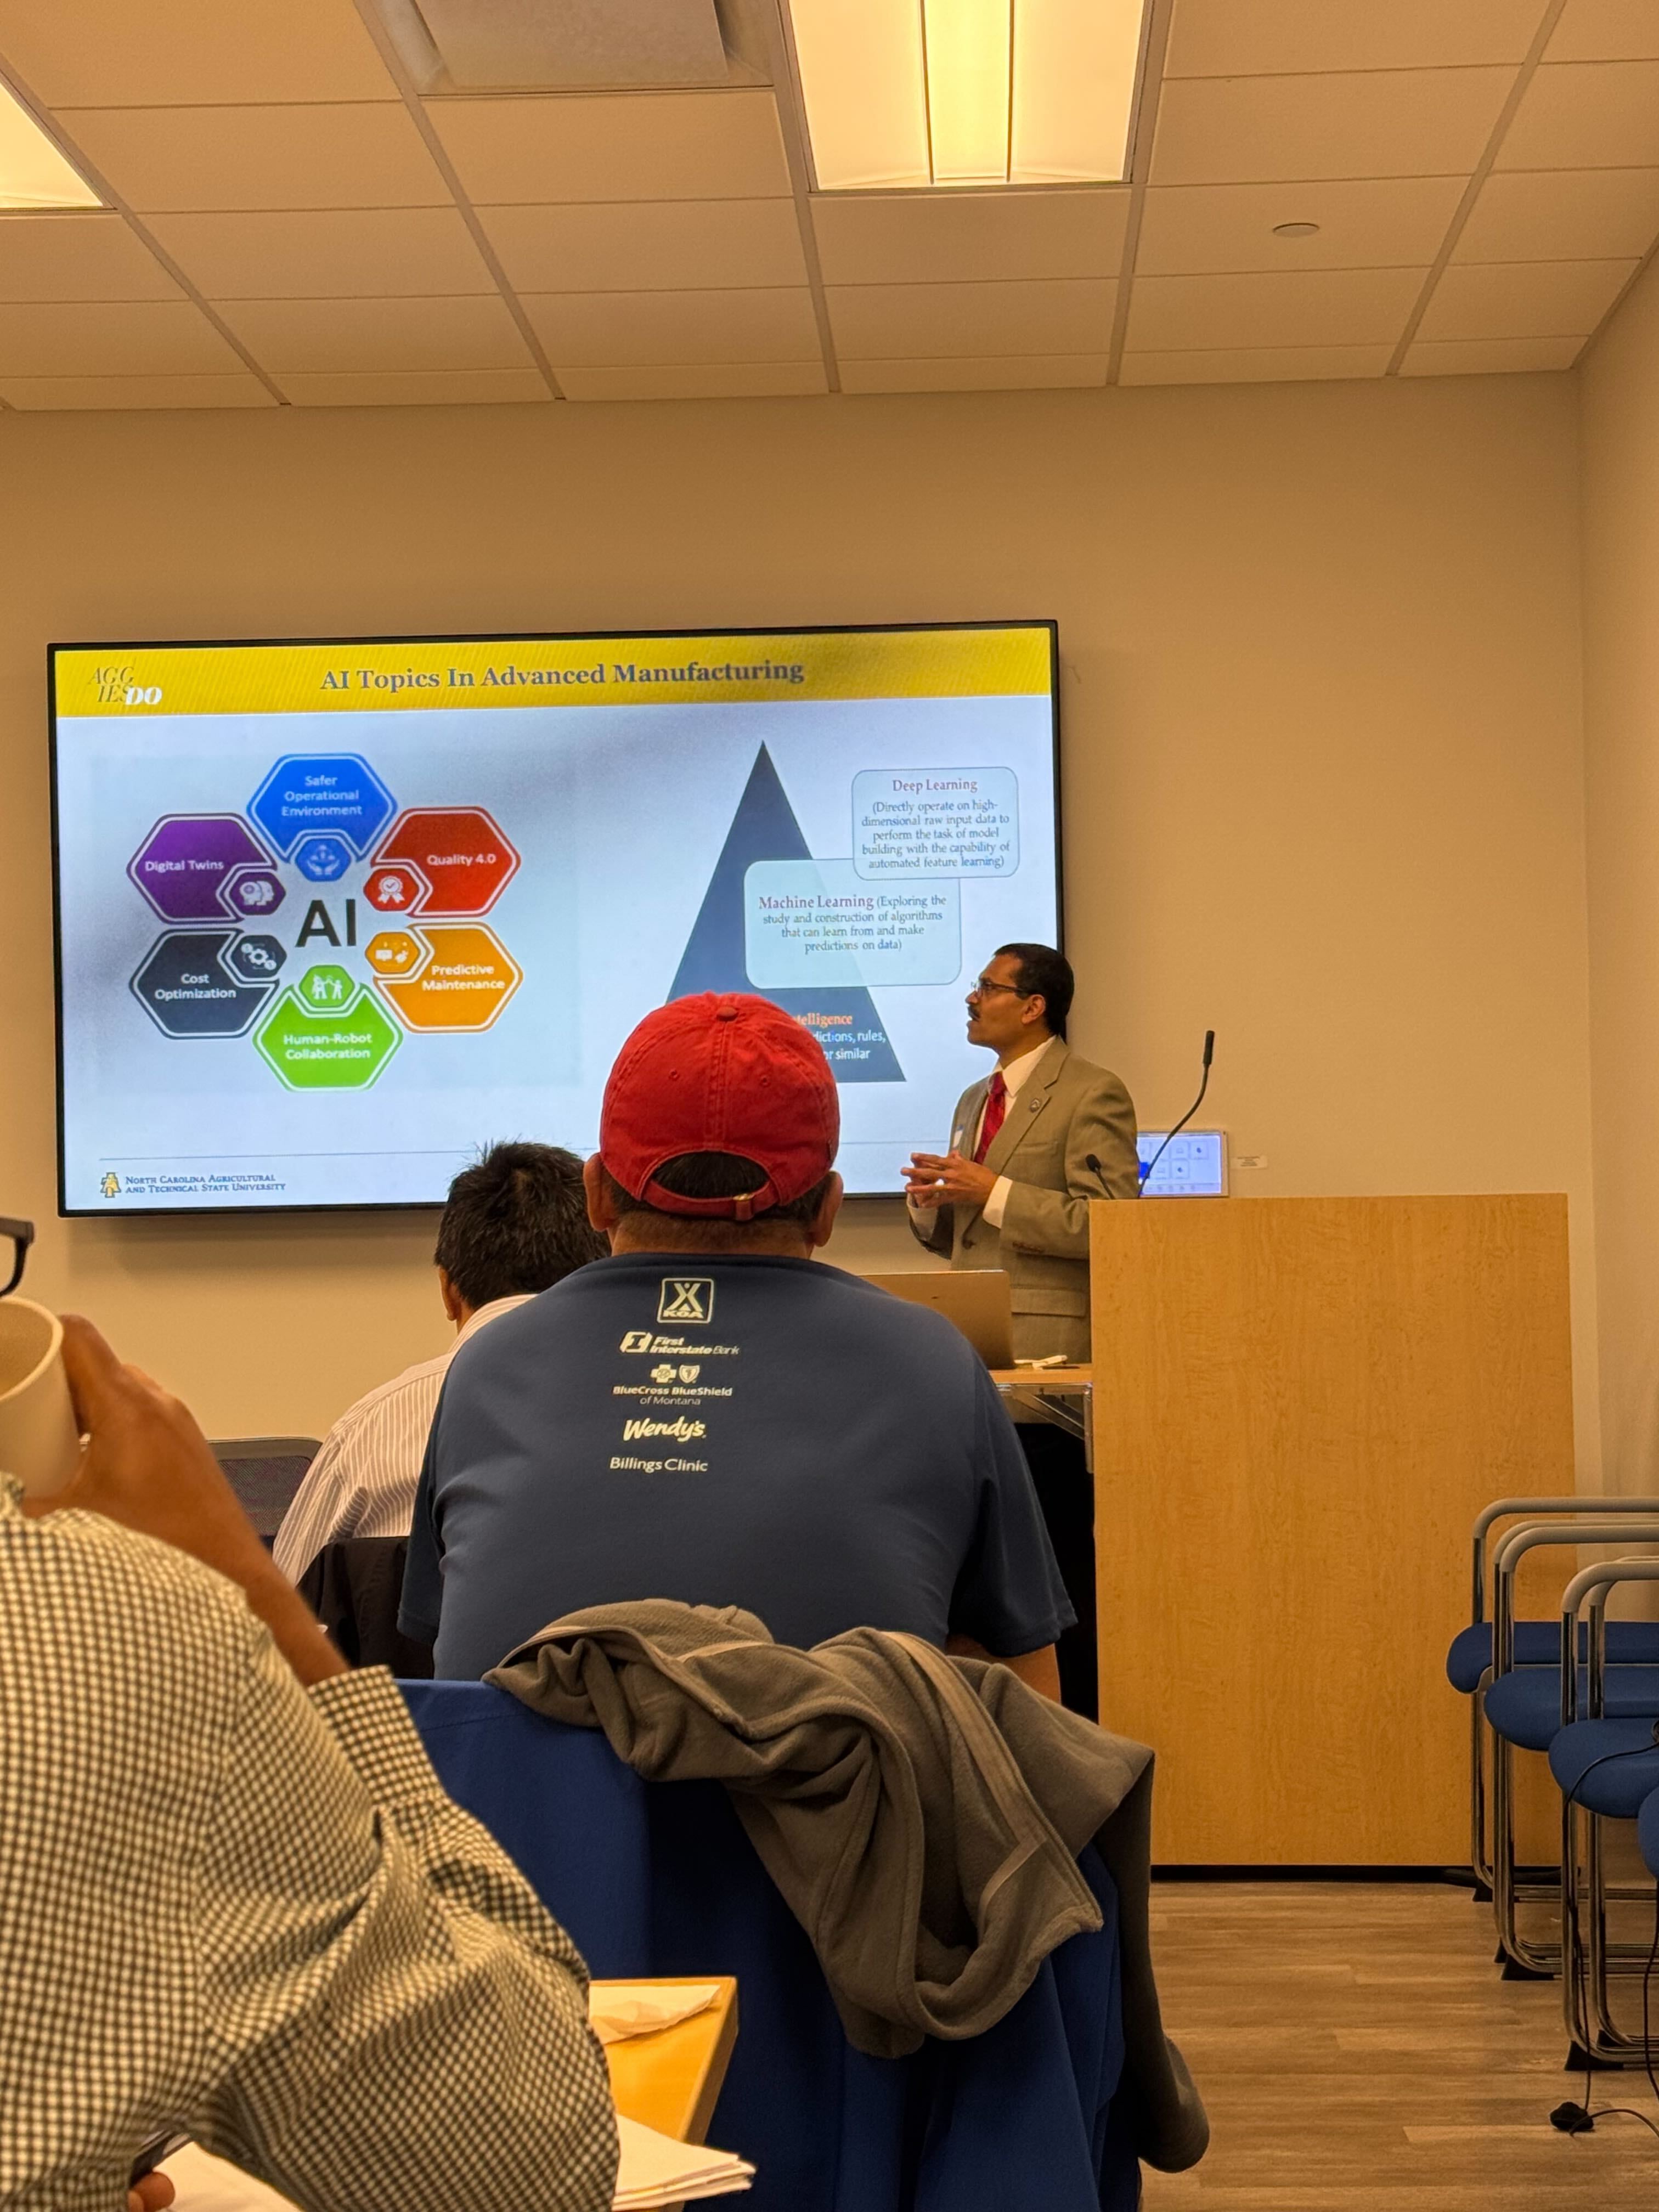 AGG
IESDO
AI Topics In Advanced Manufacturing
Safer
Operational
Environment
Digital Twins
Quality 4.0
AI
Cost
Optimization
Predictive
Maintenance
Human-Robot
Collaboration
Deep Learning
(Directly operate on high-
dimensional raw input data to
perform the task of model
building with the capability of
automated feature learning)
Machine Learning (Exploring the
study and construction of algorithms
that can learn from and make
predictions on data)
rules,
similar
North Carolina Agricultural
and Technical State University
KOA
First
Interstate Bank
BlueCross BlueShield
of Montana
Wendy's
Billings Clinic